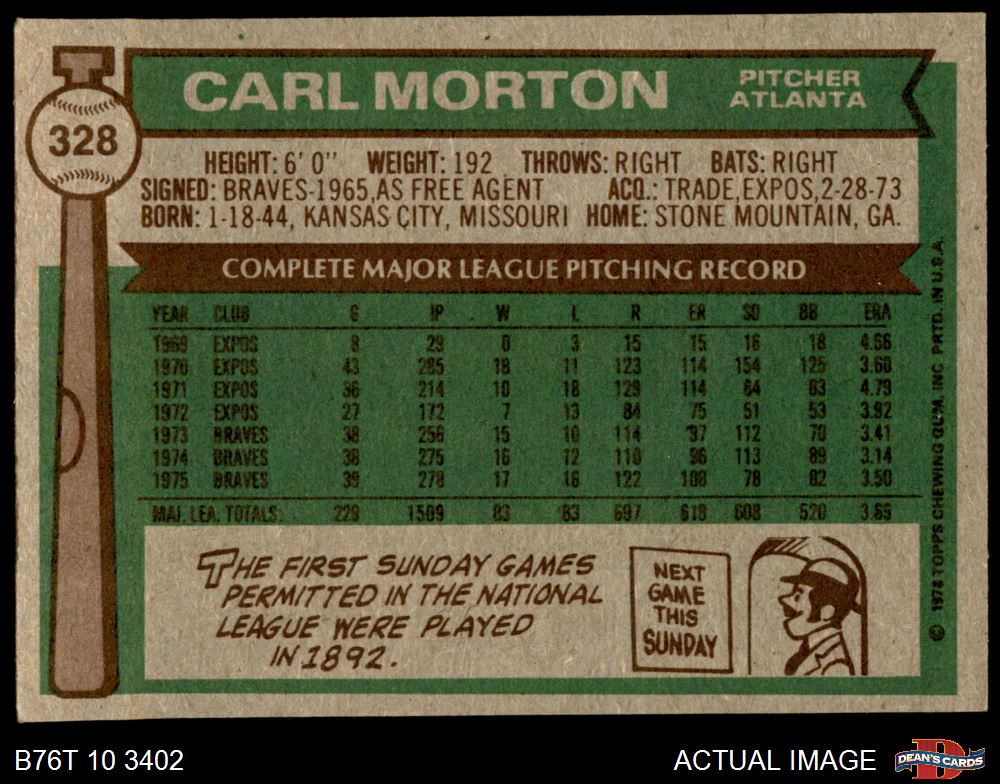 328
CARL MORTON
PITCHER
ATLANTA
HEIGHT: 6' 0" WEIGHT: 192 THROWS: RIGHT BATS: RIGHT
SIGNED: BRAVES-1965, AS FREE AGENT ACQ.: TRADE, EXPOS, 2-28-73
BORN: 1-18-44, KANSAS CITY, MISSOURI HOME: STONE MOUNTAIN, GA.
COMPLETE MAJOR LEAGUE PITCHING RECORD
YEAR CLUB G IP W L R ER SO BB ERA
1969 EXPOS 8 29 0 3 15 15 16 18 4.66
1970 EXPOS 43 285 18 11 123 114 154 125 3.60
1971 EXPOS 36 214 10 18 129 114 84 83 4.79
1972 EXPOS 27 172 7 13 84 75 51 53 3.92
1973 BRAVES 38 256 15 10 114 97 112 70 3.41
1974 BRAVES 38 275 16 12 110 96 113 89 3.14
1975 BRAVES 39 278 17 16 122 108 78 82 3.50
MAJ. LEA. TOTALS 229 1509 83 83 697 619 608 520 3.69
THE FIRST SUNDAY GAMES
PERMITTED IN THE NATIONAL
LEAGUE WERE PLAYED
IN 1892.
NEXT
GAME
THIS
SUNDAY
© 1976 TOPPS CHEWING GUM, INC PRTD. IN U.S.A.
B76T 10 3402
ACTUAL IMAGE
D
DEAN'S CARDS